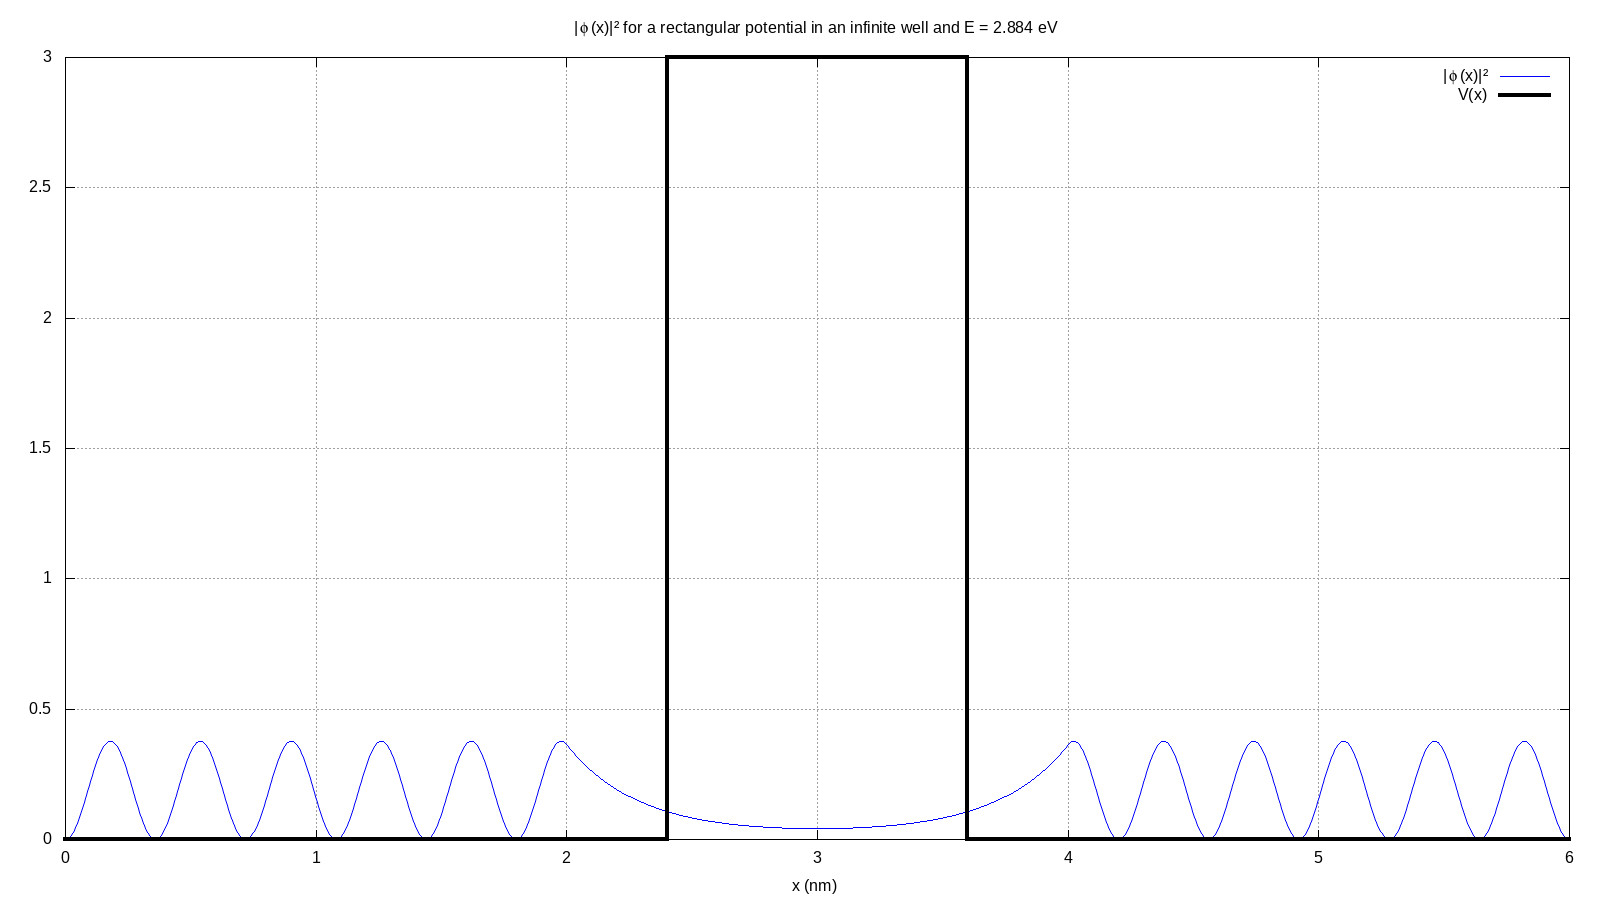 |ϕ(x)|² for a rectangular potential in an infinite well and E = 2.884 eV
|ϕ(x)|²
V(x)
3
2.5
2
1.5
1
0.5
0
0 1 2 3 4 5 6
x (nm)